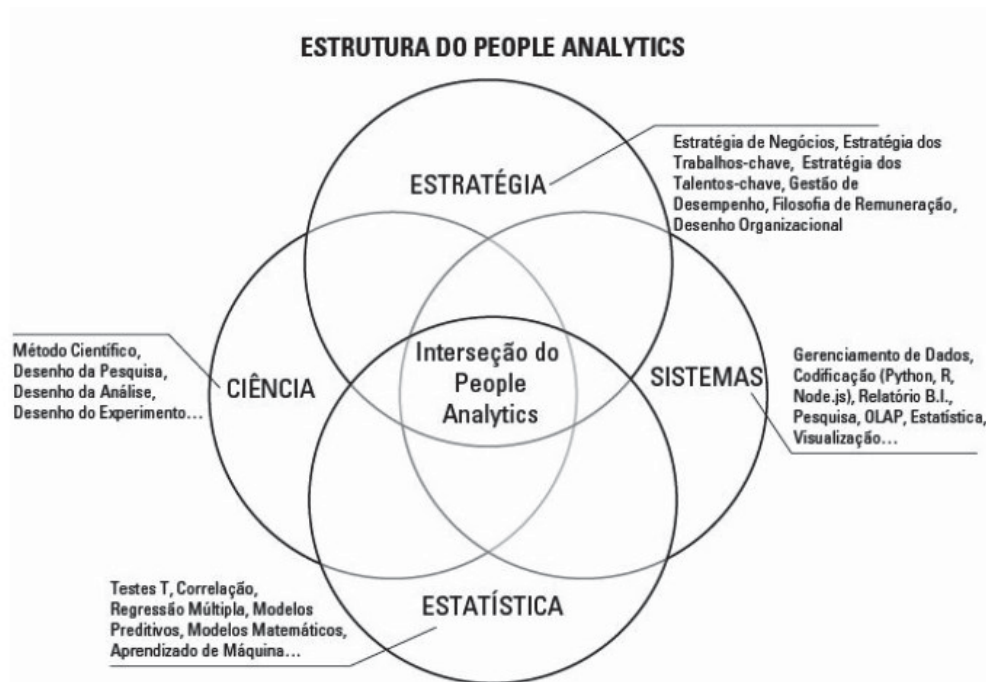 ESTRUTURA DO PEOPLE ANALYTICS
ESTRATÉGIA
Estratégia de Negócios, Estratégia dos
Trabalhos-chave, Estratégia dos
Talentos-chave, Gestão de
Desempenho, Filosofia de Remuneração,
Desenho Organizacional
Método Científico,
Desenho da Pesquisa,
Desenho da Análise,
Desenho do Experimento...
CIÊNCIA
Interseção do
People
Analytics
SISTEMAS
Gerenciamento de Dados,
Codificação (Python, R,
Node.js), Relatório B.I.,
Pesquisa, OLAP, Estatística,
Visualização...
Testes T, Correlação,
Regressão Múltipla, Modelos
Preditivos, Modelos Matemáticos,
Aprendizado de Máquina...
ESTATÍSTICA